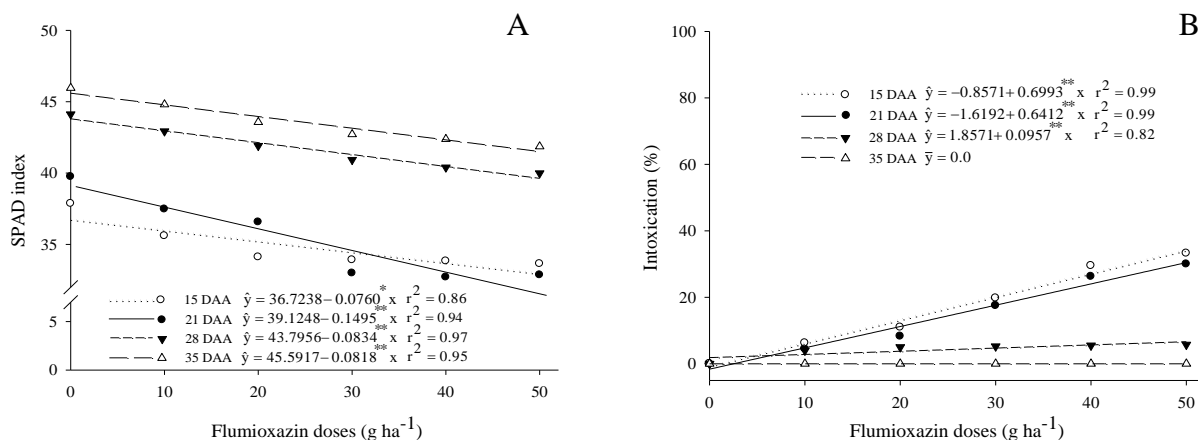 A
50
45
40
35
5
0
SPAD index
15 DAA ŷ = 36.7238 − 0.0760* x r² = 0.86
21 DAA ŷ = 39.1248 − 0.1495** x r² = 0.94
28 DAA ŷ = 43.7956 − 0.0834** x r² = 0.97
35 DAA ŷ = 45.5917 − 0.0818** x r² = 0.95
0 10 20 30 40 50
Flumioxazin doses (g ha⁻¹)
B
100
80
60
40
20
0
Intoxication (%)
15 DAA ŷ = −0.8571 + 0.6993** x r² = 0.99
21 DAA ŷ = −1.6192 + 0.6412** x r² = 0.99
28 DAA ŷ = 1.8571 + 0.0957** x r² = 0.82
35 DAA ȳ = 0.0
0 10 20 30 40 50
Flumioxazin doses (g ha⁻¹)